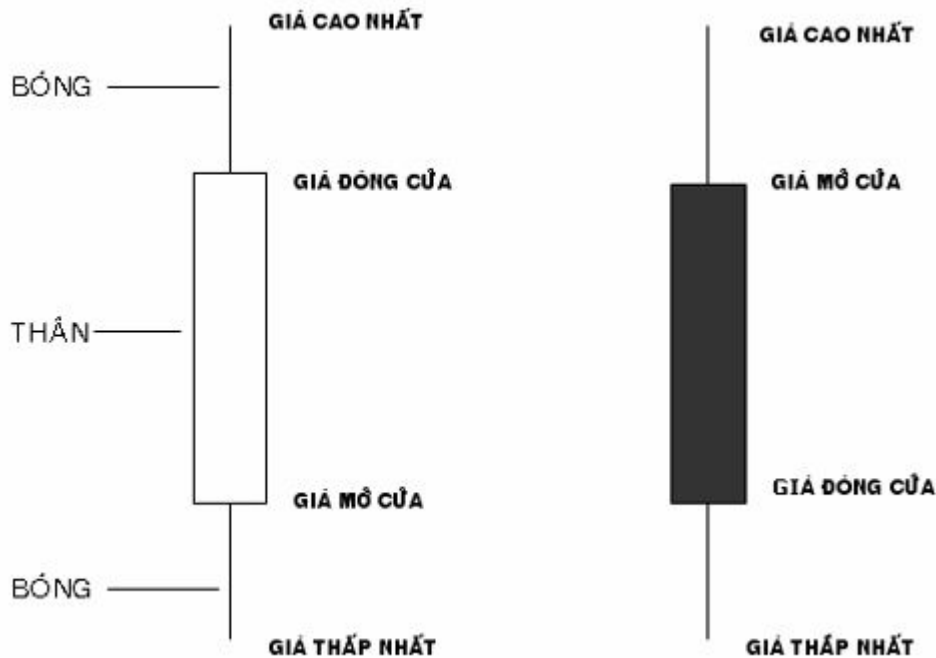 GIÁ CAO NHẤT
GIÁ CAO NHẤT
BÓNG
GIÁ ĐÓNG CỬA
GIÁ MỞ CỬA
THÂN
GIÁ MỞ CỬA
GIÁ ĐÓNG CỬA
BÓNG
GIÁ THẤP NHẤT
GIÁ THẤP NHẤT